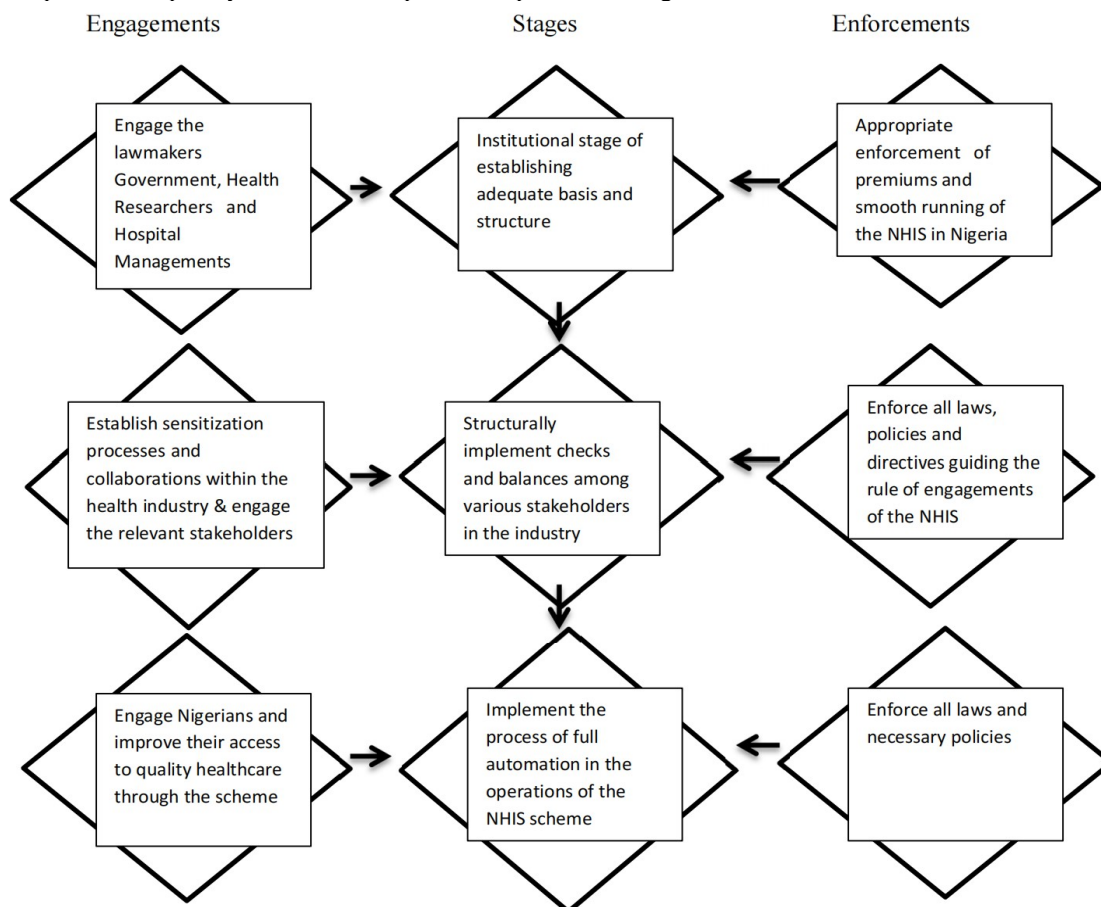 Engagements
Stages
Enforcements
Engage the
lawmakers
Government, Health
Researchers and
Hospital
Managements
Institutional stage of
establishing
adequate basis and
structure
Appropriate
enforcement of
premiums and
smooth running of
the NHIS in Nigeria
Establish sensitization
processes and
collaborations within the
health industry & engage
the relevant stakeholders
Structurally
implement checks
and balances among
various stakeholders
in the industry
Enforce all laws,
policies and
directives guiding the
rule of engagements
of the NHIS
Engage Nigerians and
improve their access
to quality healthcare
through the scheme
Implement the
process of full
automation in the
operations of the
NHIS scheme
Enforce all laws and
necessary policies